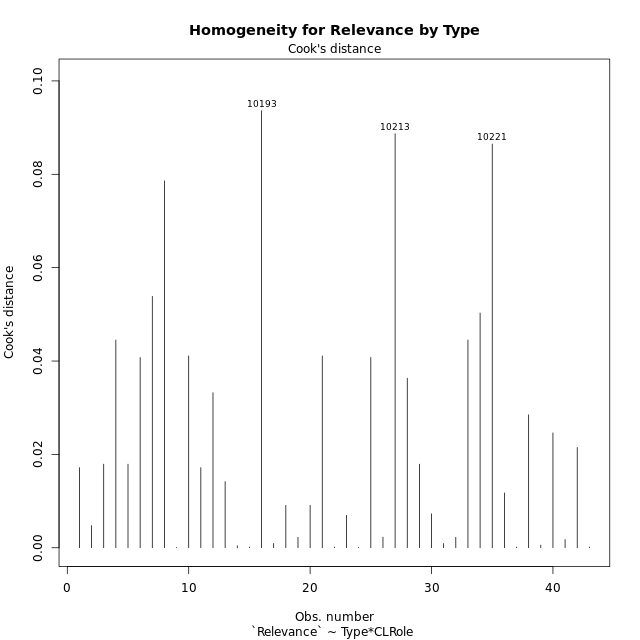 Homogeneity for Relevance by Type
Cook's distance
10193
10213
10221
0.10
0.08
0.06
0.04
0.02
0.00
Cook's distance
0 10 20 30 40
Obs. number
`Relevance` ~ Type*CLRole